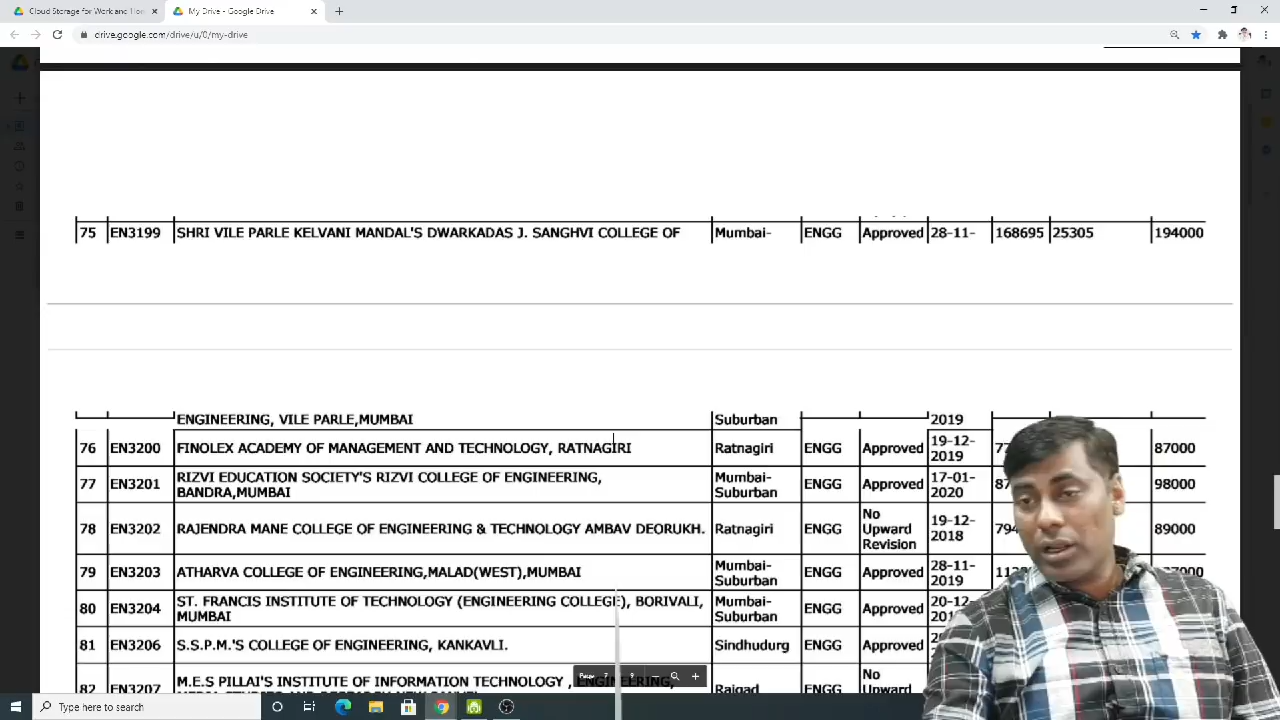 Cloud Storage for Work and Hom
My Drive - Google Drive
drive.google.com/drive/u/0/my-drive
75 EN3199 SHRI VILE PARLE KELVANI MANDAL'S DWARKADAS J. SANGHVI COLLEGE OF Mumbai- ENGG Approved 28-11- 168695 25305 194000
ENGINEERING, VILE PARLE,MUMBAI Suburban 2019
76 EN3200 FINOLEX ACADEMY OF MANAGEMENT AND TECHNOLOGY, RATNAGIRI Ratnagiri ENGG Approved 19-12-
2019
87000
77 EN3201 RIZVI EDUCATION SOCIETY'S RIZVI COLLEGE OF ENGINEERING,
BANDRA,MUMBAI
Mumbai-
Suburban
ENGG Approved 17-01-
2020
98000
78 EN3202 RAJENDRA MANE COLLEGE OF ENGINEERING & TECHNOLOGY AMBAV DEORUKH. Ratnagiri ENGG No
Upward
Revision
19-12-
2018
794
89000
79 EN3203 ATHARVA COLLEGE OF ENGINEERING,MALAD(WEST),MUMBAI Mumbai-
Suburban
ENGG Approved 28-11-
2019
80 EN3204 ST. FRANCIS INSTITUTE OF TECHNOLOGY (ENGINEERING COLLEGE), BORIVALI,
MUMBAI
Mumbai-
Suburban
ENGG Approved 20-12-
81 EN3206 S.S.P.M.'S COLLEGE OF ENGINEERING, KANKAVLI. Sindhudurg ENGG Approved
82 EN3207 M.E.S PILLAI'S INSTITUTE OF INFORMATION TECHNOLOGY , ENGINEERING,
Raigad ENGG No
Upward
Type here to search